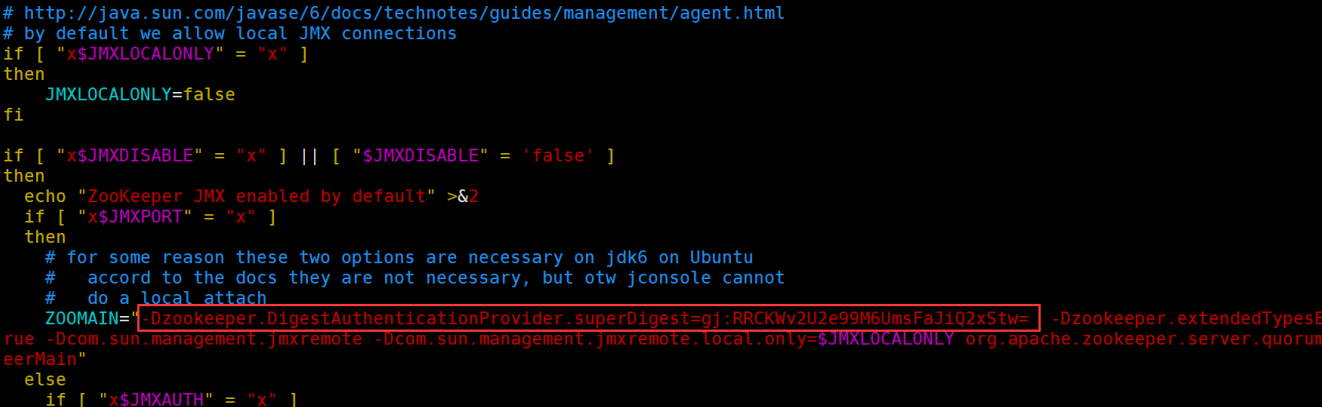 # http://java.sun.com/javase/6/docs/technotes/guides/management/agent.html
# by default we allow local JMX connections
if [ "x$JMXLOCALONLY" = "x" ]
then
    JMXLOCALONLY=false
fi

if [ "x$JMXDISABLE" = "x" ] || [ "$JMXDISABLE" = 'false' ]
then
  echo "ZooKeeper JMX enabled by default" >&2
  if [ "x$JMXPORT" = "x" ]
  then
    # for some reason these two options are necessary on jdk6 on Ubuntu
    #   accord to the docs they are not necessary, but otw jconsole cannot
    #   do a local attach
    ZOOMAIN="-Dzookeeper.DigestAuthenticationProvider.superDigest=gj:RRCKWv2U2e99M6UmsFaJiQ2xStw=  -Dzookeeper.extendedTypesE
rue -Dcom.sun.management.jmxremote -Dcom.sun.management.jmxremote.local.only=$JMXLOCALONLY org.apache.zookeeper.server.quorum
eerMain"
  else
    if [ "x$JMXAUTH" = "x" ]